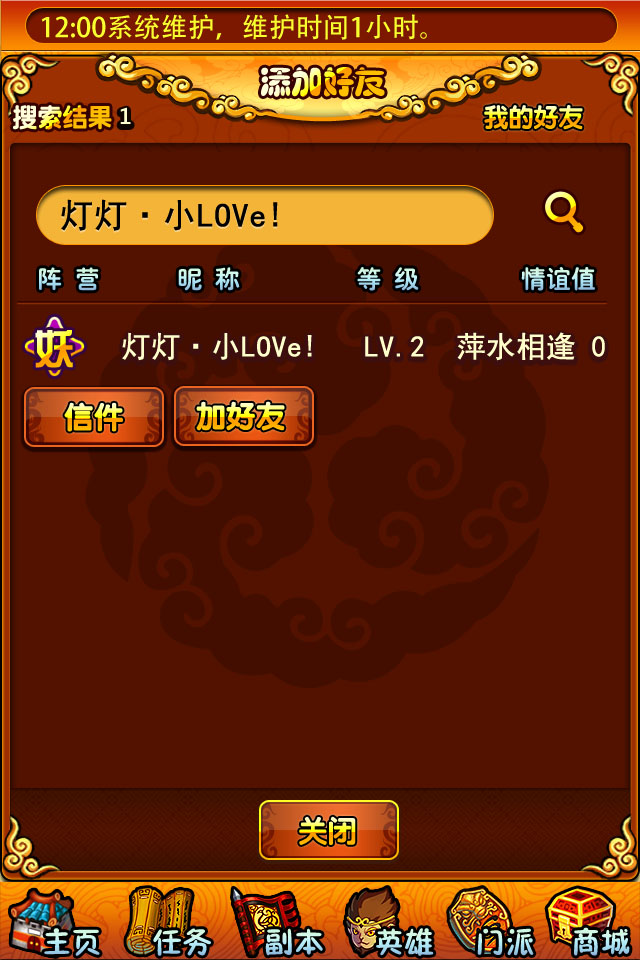 12:00系统维护，维护时间1小时。
添加好友
搜索结果1
我的好友
灯灯·小LOVe!
阵营 昵称 等级 情谊值
妖 灯灯·小LOVe! LV.2 萍水相逢 0
信件 加好友
关闭
主页 任务 副本 英雄 门派 商城